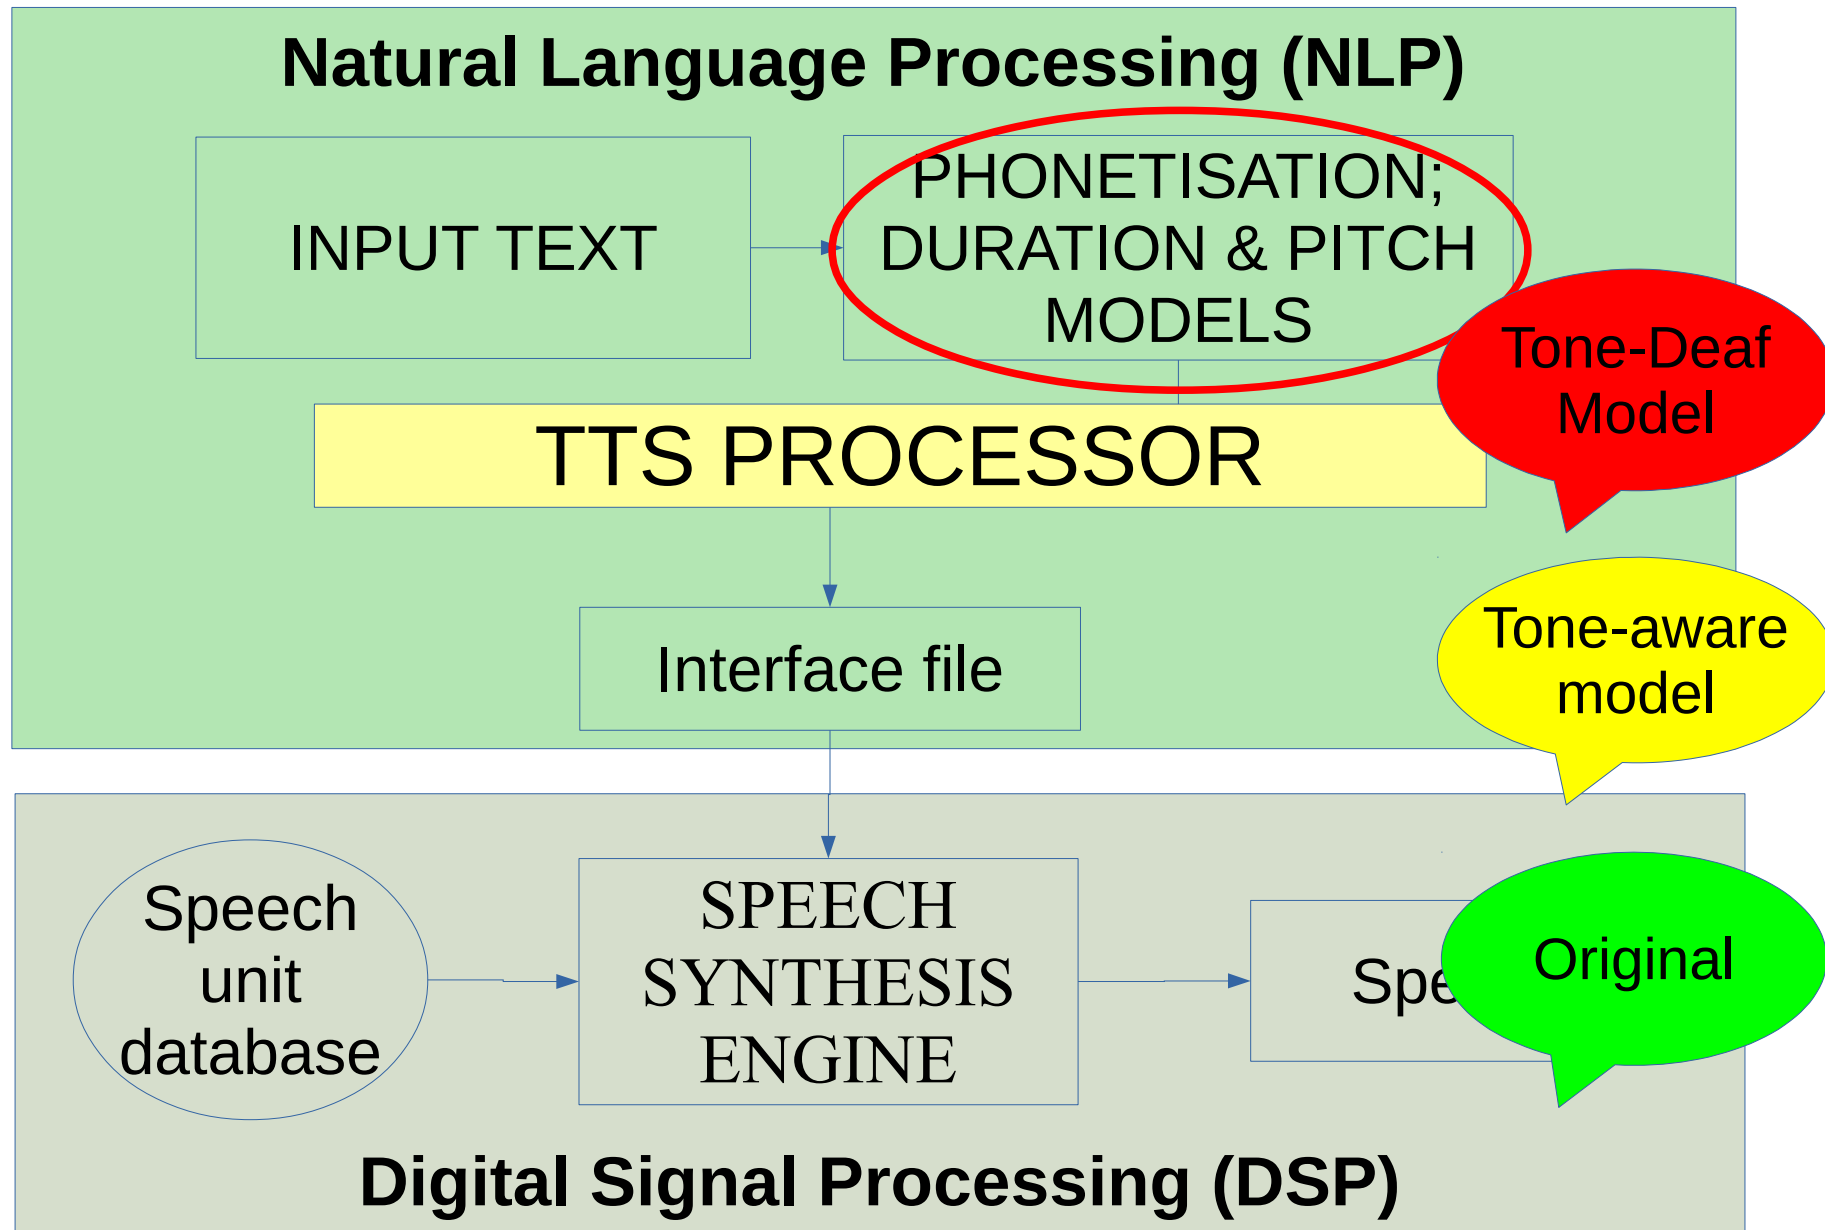 Natural Language Processing (NLP)
INPUT TEXT
PHONETISATION;
DURATION & PITCH
MODELS
Tone-Deaf
Model
TTS PROCESSOR
Tone-aware
model
Interface file
Speech
unit
database
SPEECH
SYNTHESIS
ENGINE
Original
Digital Signal Processing (DSP)